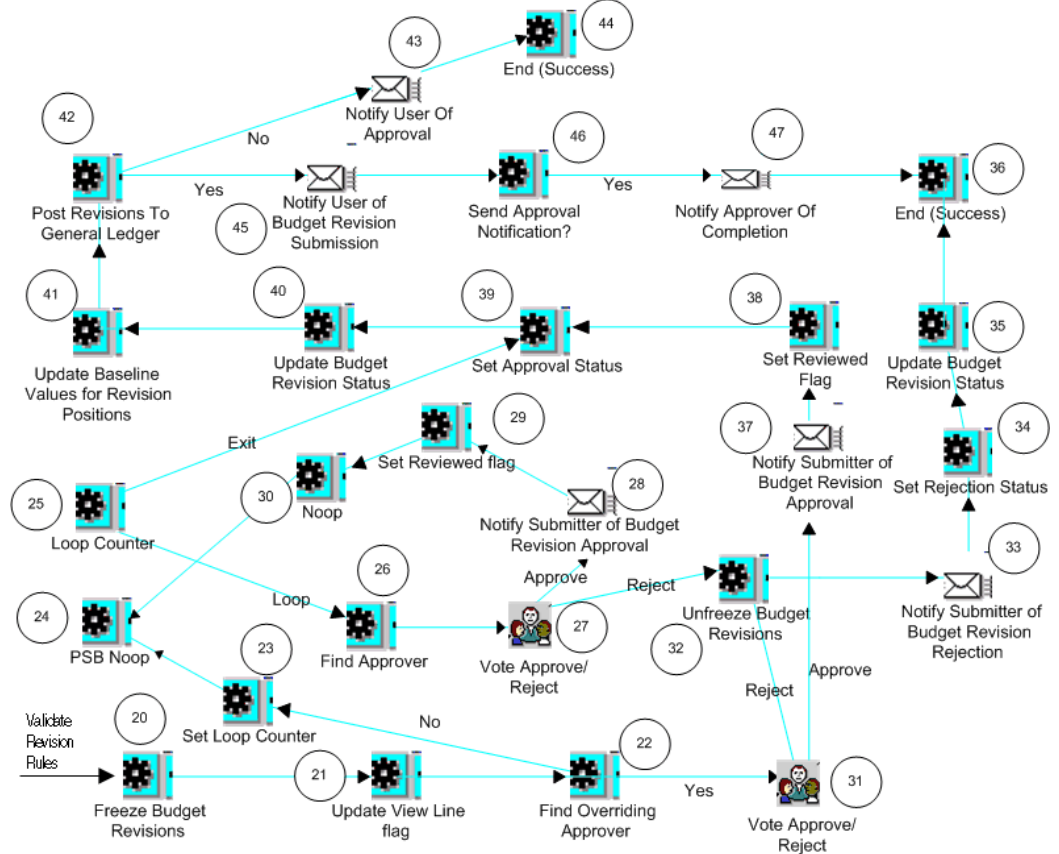 43
44
End (Success)
42
Notify User Of
Approval
No
46
47
Yes
Yes
36
Post Revisions To
General Ledger
45
Notify User of
Budget Revision
Submission
Send Approval
Notification?
Notify Approver Of
Completion
End (Success)
41
40
39
38
35
Update Baseline
Values for Revision
Positions
Update Budget
Revision Status
Set Approval Status
Set Reviewed
Flag
Update Budget
Revision Status
Exit
29
37
34
Set Reviewed flag
Notify Submitter of
Budget Revision
Approval
Set Rejection Status
25
30
Noop
28
Loop Counter
Notify Submitter of Budget
Revision Approval
33
26
Approve
Reject
Loop
24
27
Unfreeze Budget
Revisions
Notify Submitter of
Budget Revision
Rejection
PSB Noop
23
Find Approver
Vote Approve/
Reject
32
Approve
Reject
Validate
Revision
Rules
20
Set Loop Counter
No
22
21
Yes
31
Freeze Budget
Revisions
Update View Line
flag
Find Overriding
Approver
Vote Approve/
Reject